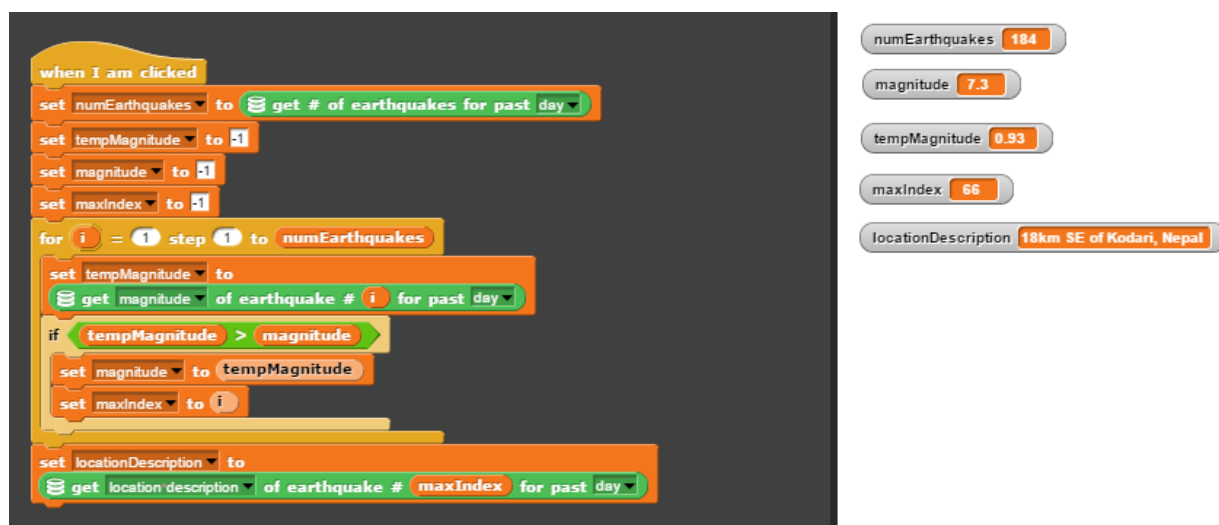 when I am clicked
set numEarthquakes to get # of earthquakes for past day
set tempMagnitude to -1
set magnitude to -1
set maxIndex to -1
for i = 1 step 1 to numEarthquakes
set tempMagnitude to
get magnitude of earthquake # i for past day
if tempMagnitude > magnitude
set magnitude to tempMagnitude
set maxIndex to i
set locationDescription to
get location*description of earthquake # maxIndex for past day
numEarthquakes 184
magnitude 7.3
tempMagnitude 0.93
maxIndex 66
locationDescription 18km SE of Kodari, Nepal